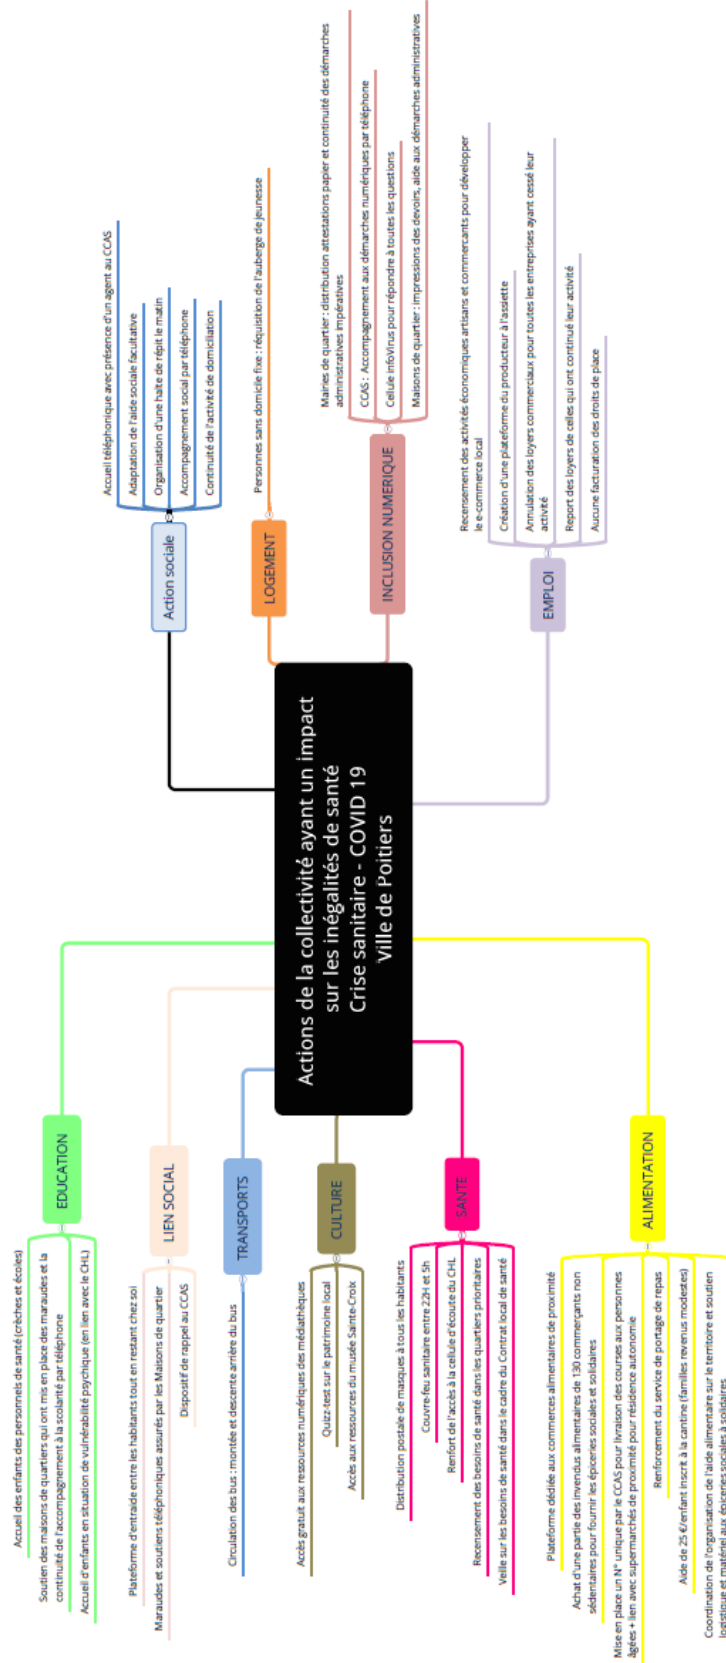 Actions de la collectivité ayant un impact
sur les inégalités de santé
Crise sanitaire - COVID 19
Ville de Poitiers
EDUCATION
Accueil des enfants des personnels de santé (crèches et écoles)
Soutien des maisons de quartiers qui ont mis en place des maraudes et la
continuité de l'accompagnement à la scolarité par téléphone
Accueil d'enfants en situation de vulnérabilité psychique (en lien avec le CHL)
LIEN SOCIAL
Plateforme d'entraide entre les habitants tout en restant chez soi
Maraudes et soutiens téléphoniques assurés par les Maisons de quartier
Dispositif de rappel au CCAS
TRANSPORTS
Circulation des bus : montée et descente arrière du bus
CULTURE
Accès gratuit aux ressources numériques des médiathèques
Quizz-test sur le patrimoine local
Accès aux ressources du musée Sainte-Croix
SANTE
Distribution postale de masques à tous les habitants
Couvre-feu sanitaire entre 22H et 5h
Renfort de l'accès à la cellule d'écoute du CHL
Recensement des besoins de santé dans les quartiers prioritaires
Veille sur les besoins de santé dans le cadre du Contrat local de santé
ALIMENTATION
Plateforme dédiée aux commerces alimentaires de proximité
Achat d'une partie des invendus alimentaires de 130 commerçants non
sédentaires pour fournir les épiceries sociales et solidaires
Mise en place un N° unique par le CCAS pour livraison des courses aux personnes
âgées + lien avec supermarchés de proximité pour résidence autonomie
Renforcement du service de portage de repas
Aide de 25 €/enfant inscrit à la cantine (familles revenus modestes)
Coordination de l'organisation de l'aide alimentaire sur le territoire et soutien
logistique et matériel aux épiceries sociales à solidaires
Action sociale
Accueil téléphonique avec présence d'un agent au CCAS
Adaptation de l'aide sociale facultative
Organisation d'une halte de répit le matin
Accompagnement social par téléphone
Continuité de l'activité de domiciliation
LOGEMENT
Personnes sans domicile fixe : réquisition de l'auberge de jeunesse
INCLUSION NUMERIQUE
Mairies de quartier : distribution attestations papier et continuité des démarches
administratives impératives
CCAS : Accompagnement aux démarches numériques par téléphone
Cellule infoVirus pour répondre à toutes les questions
Maisons de quartier : impressions des devoirs, aide aux démarches administratives
EMPLOI
Recensement des activités économiques artisans et commercants pour développer
le e-commerce local
Création d'une plateforme du producteur à l'assiette
Annulation des loyers commerciaux pour toutes les entreprises ayant cessé leur
activité
Report des loyers de celles qui ont continué leur activité
Aucune facturation des droits de place